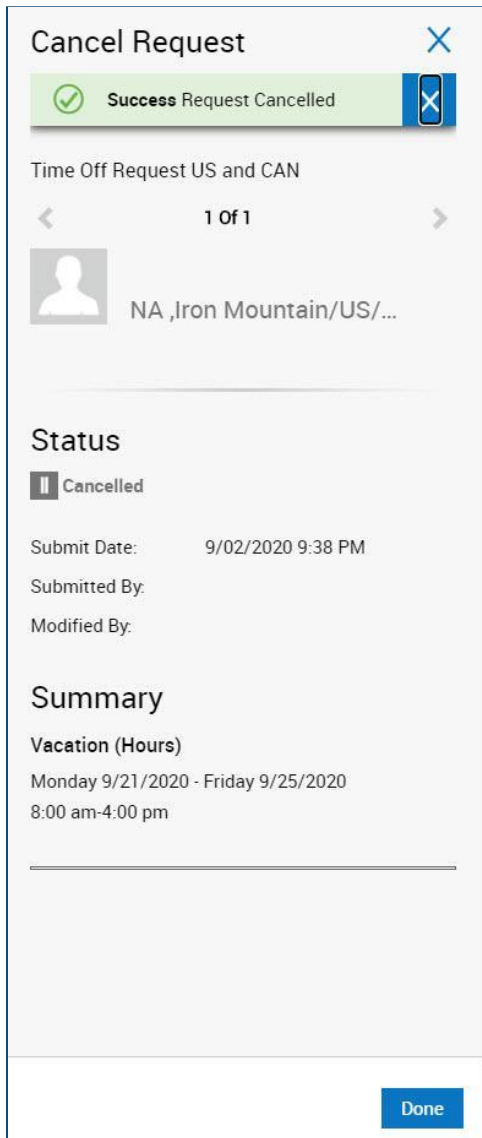 Cancel Request
Success Request Cancelled
Time Off Request US and CAN
1 Of 1
NA ,Iron Mountain/US/...
Status
Cancelled
Submit Date: 9/02/2020 9:38 PM
Submitted By:
Modified By:
Summary
Vacation (Hours)
Monday 9/21/2020 - Friday 9/25/2020
8:00 am-4:00 pm
Done